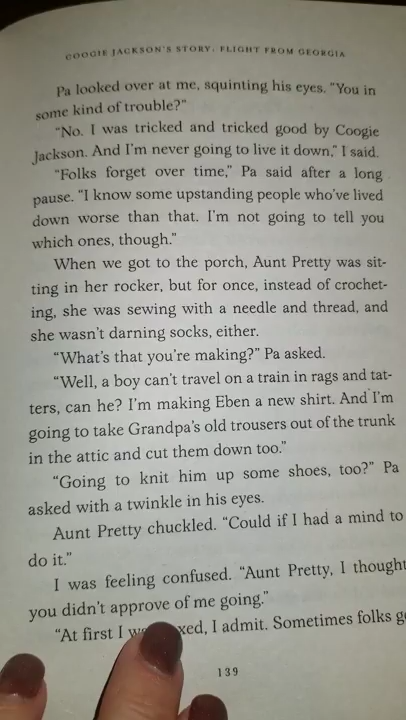 COOGIE JACKSON'S STORY: FLIGHT FROM GEORGIA
Pa looked over at me, squinting his eyes. "You in
some kind of trouble?"
"No. I was tricked and tricked good by Coogie
Jackson. And I'm never going to live it down," I said.
"Folks forget over time," Pa said after a long
pause. "I know some upstanding people who've lived
down worse than that. I'm not going to tell you
which ones, though."
When we got to the porch, Aunt Pretty was sit-
ting in her rocker, but for once, instead of crochet-
ing, she was sewing with a needle and thread, and
she wasn't darning socks, either.
"What's that you're making?" Pa asked.
"Well, a boy can't travel on a train in rags and tat-
ters, can he? I'm making Eben a new shirt. And I'm
going to take Grandpa's old trousers out of the trunk
in the attic and cut them down too."
"Going to knit him up some shoes, too?" Pa
asked with a twinkle in his eyes.
Aunt Pretty chuckled. "Could if I had a mind to
do it."
I was feeling confused. "Aunt Pretty, I thought
you didn't approve of me going."
"At first I xed, I admit. Sometimes folks g
139